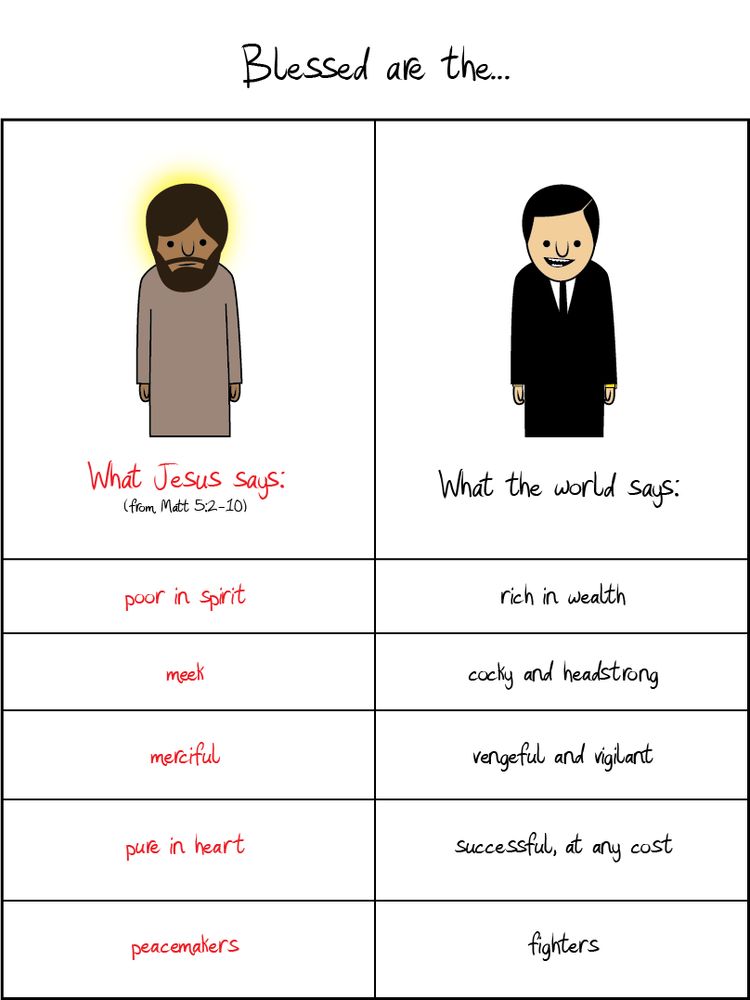 Blessed are the...
What Jesus says:
(from, Matt 5:2-10)
What the world says:
poor in spirit
rich in wealth
meek
cocky and headstrong
merciful
vengeful and vigilant
pure in heart
successful, at any cost
peacemakers
fighters